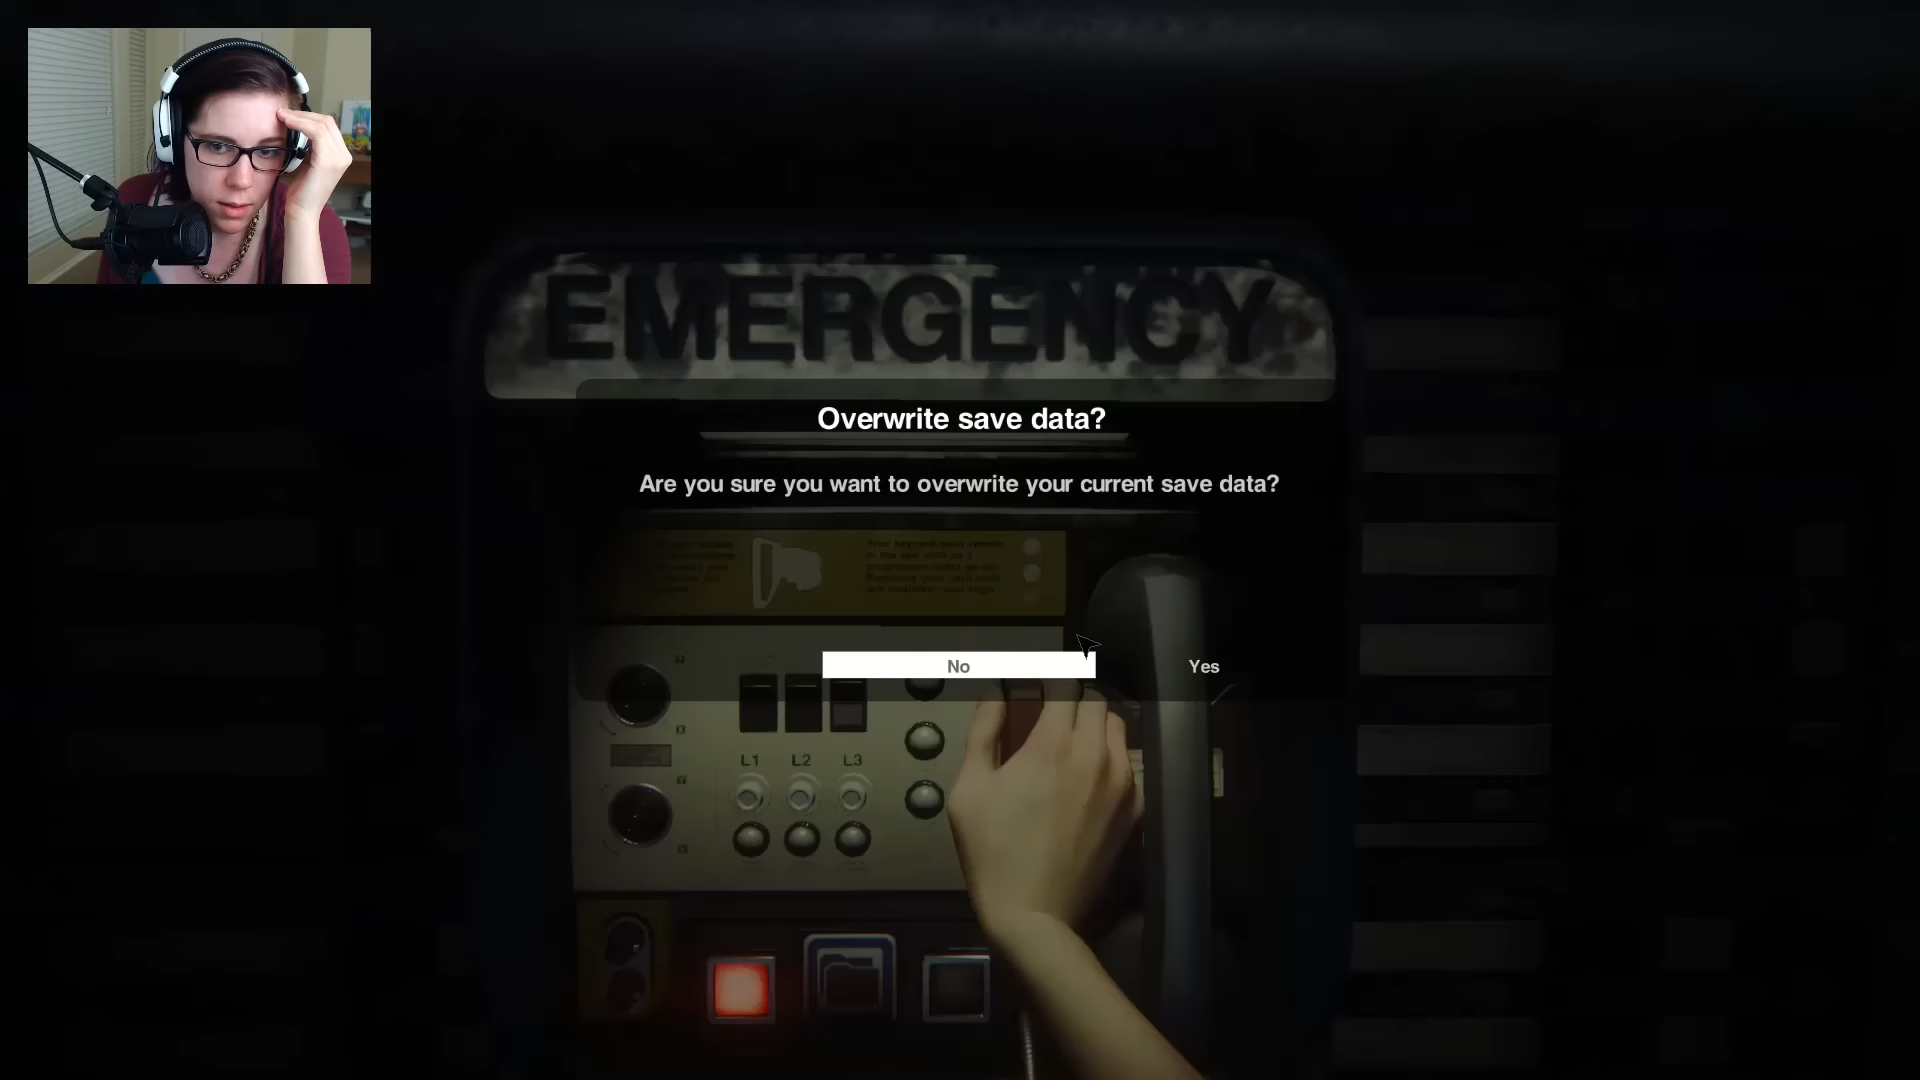 EMERGENCY
Overwrite save data?
Are you sure you want to overwrite your current save data?
No
Yes
L1 L2 L3